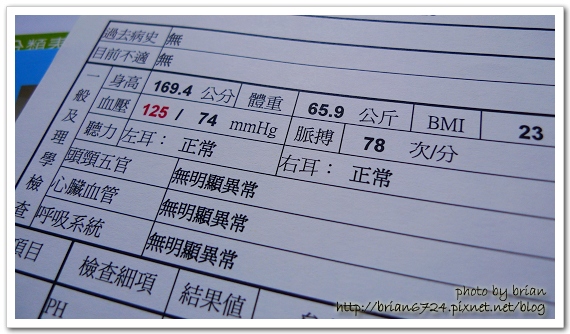 分類表
過去病史 無
目前不適 無
一般及理學檢查
身高 169.4 公分 體重 65.9 公斤 BMI 23
血壓 125 / 74 mmHg 脈搏 78 次/分
聽力 左耳： 正常 右耳： 正常
頭頸五官 無明顯異常
心臟血管 無明顯異常
呼吸系統 無明顯異常
項目 檢查細項 結果值
PH
photo by brian
http://brian6724.pixnet.net/blog